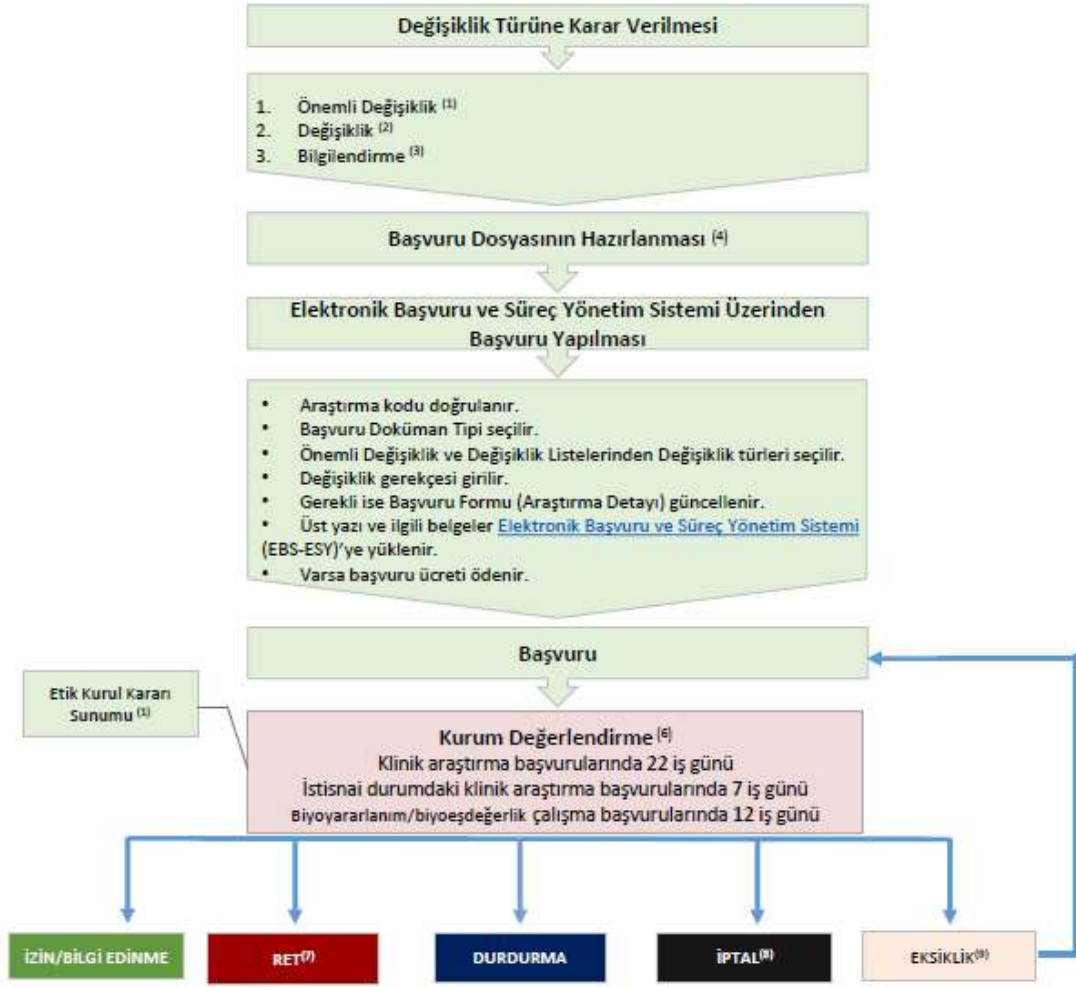 Değişiklik Türüne Karar Verilmesi
1. Önemli Değişiklik (1)
2. Değişiklik (2)
3. Bilgilendirme (3)
Başvuru Dosyasının Hazırlanması (4)
Elektronik Başvuru ve Süreç Yönetim Sistemi Üzerinden
Başvuru Yapılması
• Araştırma kodu doğrulanır.
• Başvuru Doküman Tipi seçilir.
• Önemli Değişiklik ve Değişiklik Listelerinden Değişiklik türleri seçilir.
• Değişiklik gerekçesi girilir.
• Gerekli ise Başvuru Formu (Araştırma Detayı) güncellenir.
• Üst yazı ve ilgili belgeler Elektronik Başvuru ve Süreç Yönetim Sistemi
(EBS-ESY)'ye yüklenir.
• Varsa başvuru ücreti ödenir.
Başvuru
Etik Kurul Kararı
Sunumu (1)
Kurum Değerlendirme (6)
Klinik araştırma başvurularında 22 iş günü
İstisnai durumdaki klinik araştırma başvurularında 7 iş günü
Biyoyararlanım/biyoeşdeğerlik çalışma başvurularında 12 iş günü
İZİN/BİLGİ EDİNME
RET(7)
DURDURMA
İPTAL(8)
EKSİKLİK(9)